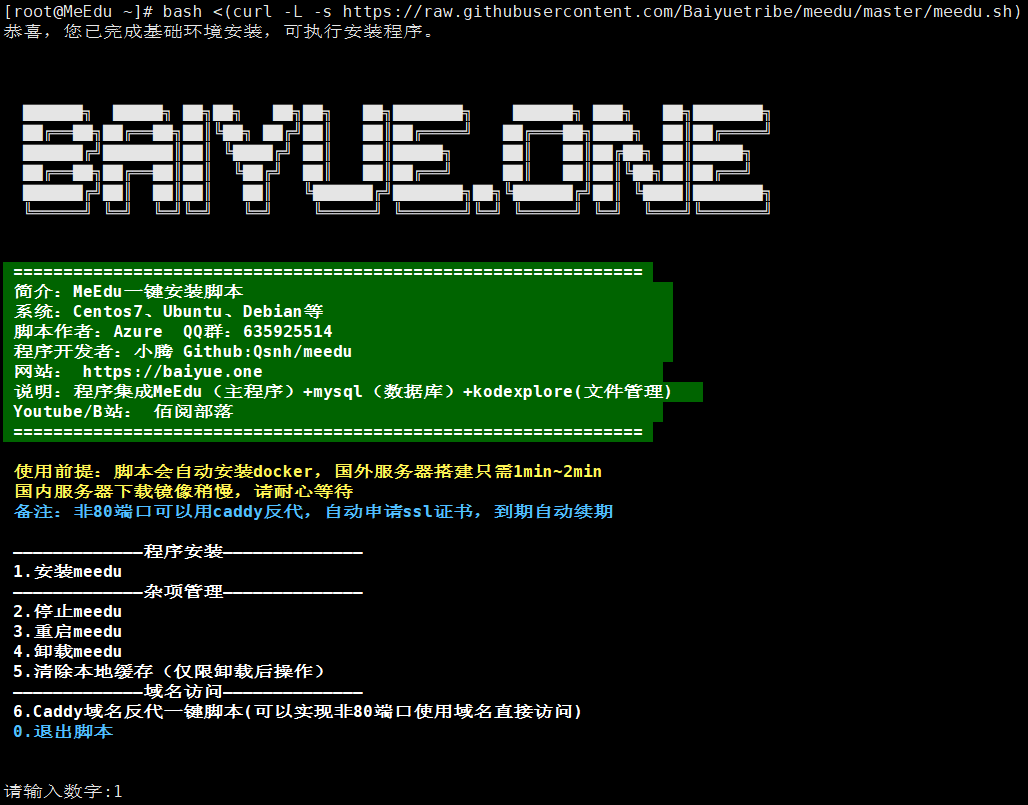 [root@MeEdu ~]# bash <(curl -L -s https://raw.githubusercontent.com/Baiyuetribe/meedu/master/meedu.sh)
恭喜，您已完成基础环境安装，可执行安装程序。
BAIYUE.ONE
===============================================================
简介：MeEdu一键安装脚本
系统：Centos7、Ubuntu、Debian等
脚本作者：Azure  QQ群：635925514
程序开发者：小腾 Github:Qsnh/meedu
网站： https://baiyue.one
说明：程序集成MeEdu（主程序）+mysql（数据库）+kodexplore(文件管理)
Youtube/B站： 佰阅部落
===============================================================
使用前提：脚本会自动安装docker，国外服务器搭建只需1min~2min
国内服务器下载镜像稍慢，请耐心等待
备注：非80端口可以用caddy反代，自动申请ssl证书，到期自动续期
—————————————程序安装——————————————
1.安装meedu
—————————————杂项管理——————————————
2.停止meedu
3.重启meedu
4.卸载meedu
5.清除本地缓存（仅限卸载后操作）
—————————————域名访问——————————————
6.Caddy域名反代一键脚本(可以实现非80端口使用域名直接访问)
0.退出脚本
请输入数字:1